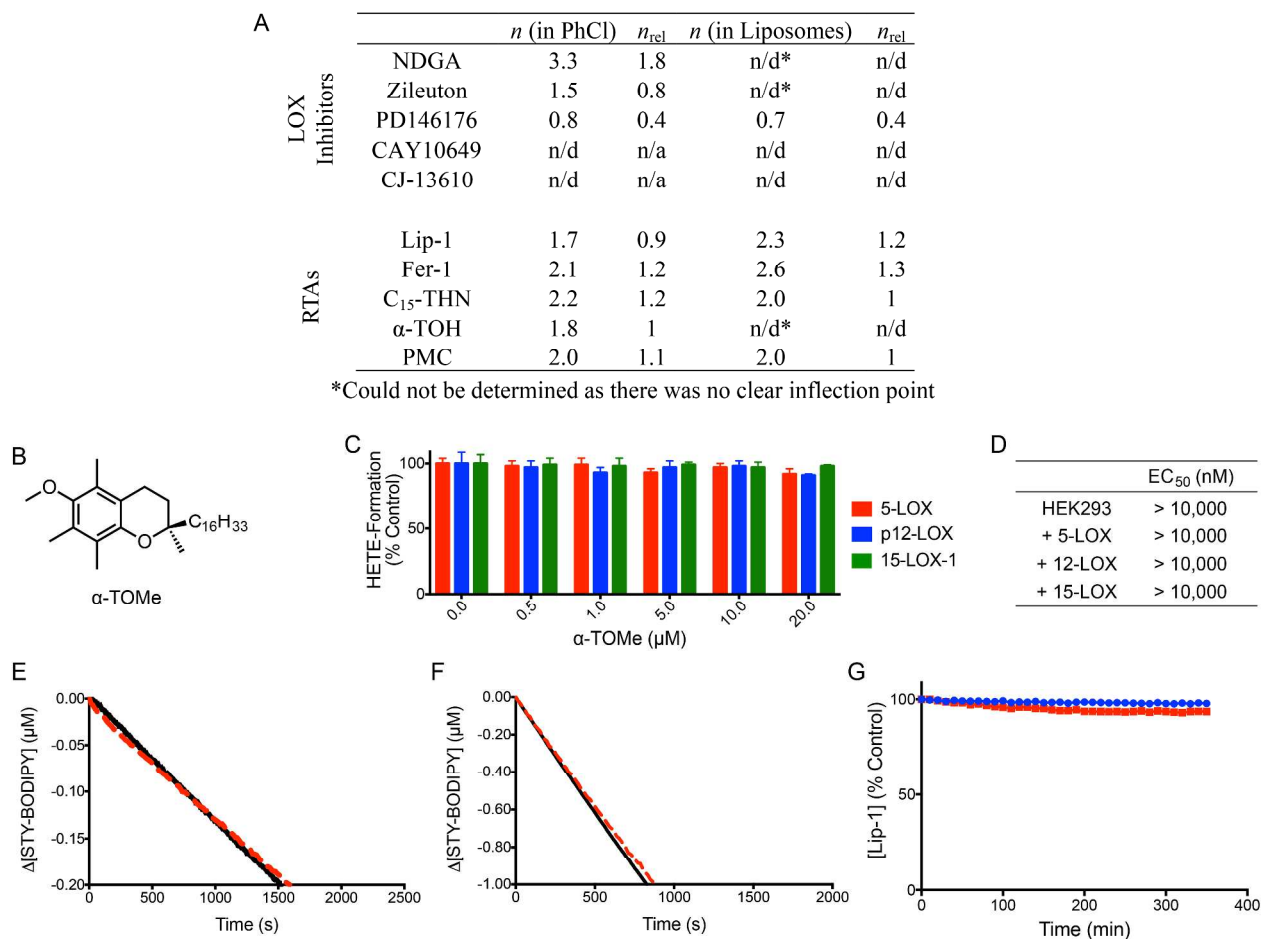 A
n (in PhCl) nrel n (in Liposomes) nrel
LOX Inhibitors
NDGA 3.3 1.8 n/d* n/d
Zileuton 1.5 0.8 n/d* n/d
PD146176 0.8 0.4 0.7 0.4
CAY10649 n/d n/a n/d n/d
CJ-13610 n/d n/a n/d n/d
RTAs
Lip-1 1.7 0.9 2.3 1.2
Fer-1 2.1 1.2 2.6 1.3
C15-THN 2.2 1.2 2.0 1
α-TOH 1.8 1 n/d* n/d
PMC 2.0 1.1 2.0 1
*Could not be determined as there was no clear inflection point
B
O
O
C16H33
α-TOMe
C
HETE-Formation
(% Control)
100
50
0
0.0 0.5 1.0 5.0 10.0 20.0
α-TOMe (μM)
5-LOX
p12-LOX
15-LOX-1
D
EC50 (nM)
HEK293 > 10,000
+ 5-LOX > 10,000
+ 12-LOX > 10,000
+ 15-LOX > 10,000
E
Δ[STY-BODIPY] (μM)
0.00
-0.05
-0.10
-0.15
-0.20
0 500 1000 1500 2000 2500
Time (s)
F
Δ[STY-BODIPY] (μM)
0.00
-0.20
-0.40
-0.60
-0.80
-1.00
0 500 1000 1500 2000
Time (s)
G
[Lip-1] (% Control)
100
50
0
0 100 200 300 400
Time (min)